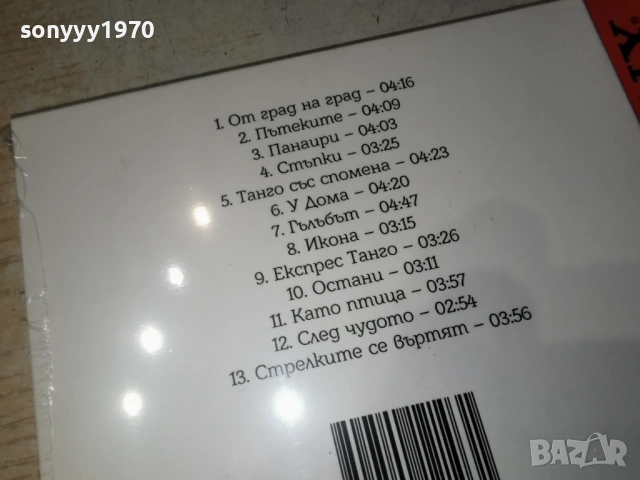 sonyyy1970
1. От град на град – 04:16
2. Пътеките – 04:09
3. Панаири – 04:03
4. Стъпки – 03:25
5. Танго със спомена – 04:23
6. У Дома – 04:20
7. Гълъбът – 04:47
8. Икона – 03:15
9. Експрес Танго – 03:26
10. Остани – 03:11
11. Като птица – 03:57
12. След чудото – 02:54
13. Стрелките се въртят – 03:56
BAZAR